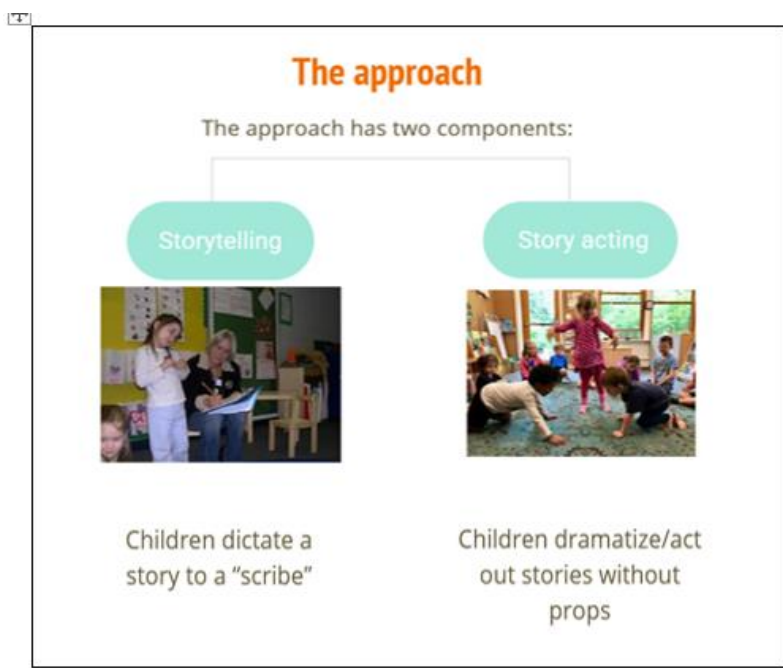 The approach
The approach has two components:
Storytelling
Story acting
Children dictate a
story to a “scribe”
Children dramatize/act
out stories without
props